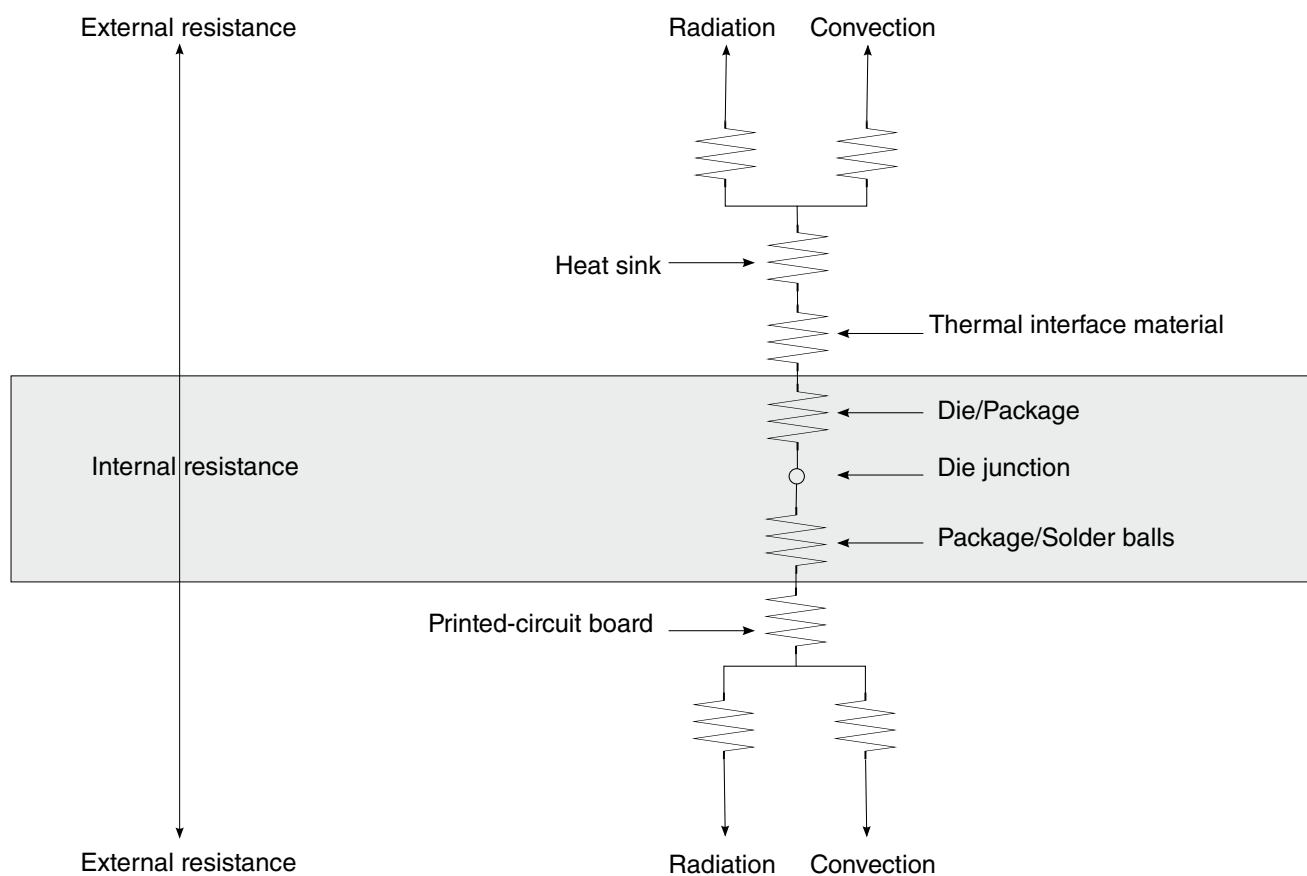 External resistance
Radiation
Convection
Heat sink
Thermal interface material
Die/Package
Internal resistance
Die junction
Package/Solder balls
Printed-circuit board
External resistance
Radiation
Convection